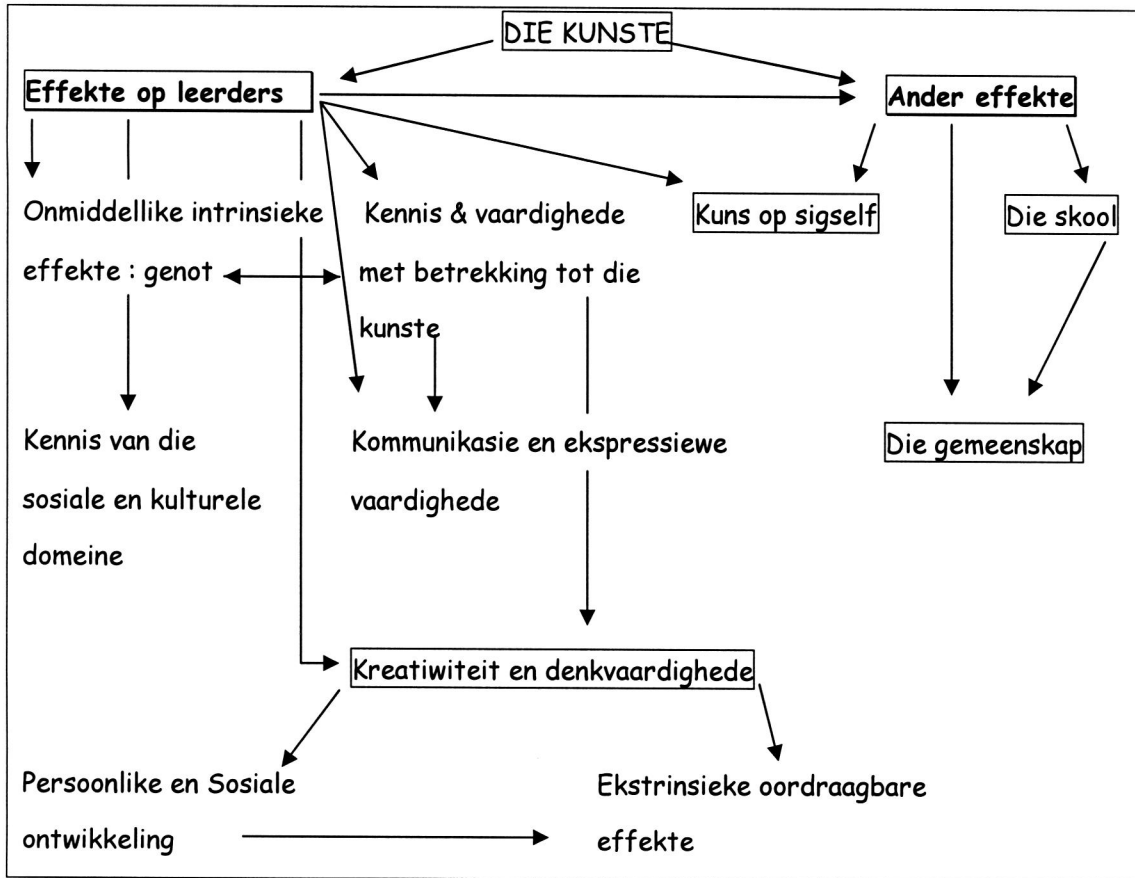 DIE KUNSTE
Effekte op leerders
Ander effekte
Onmiddellike intrinsieke
effekte : genot
Kennis & vaardighede
met betrekking tot die
kunste
Kuns op sigself
Die skool
Kennis van die
sosiale en kulturele
domeine
Kommunikasie en ekspressiewe
vaardighede
Die gemeenskap
Kreatiwiteit en denkvaardighede
Persoonlike en Sosiale
ontwikkeling
Ekstrinsieke oordraagbare
effekte